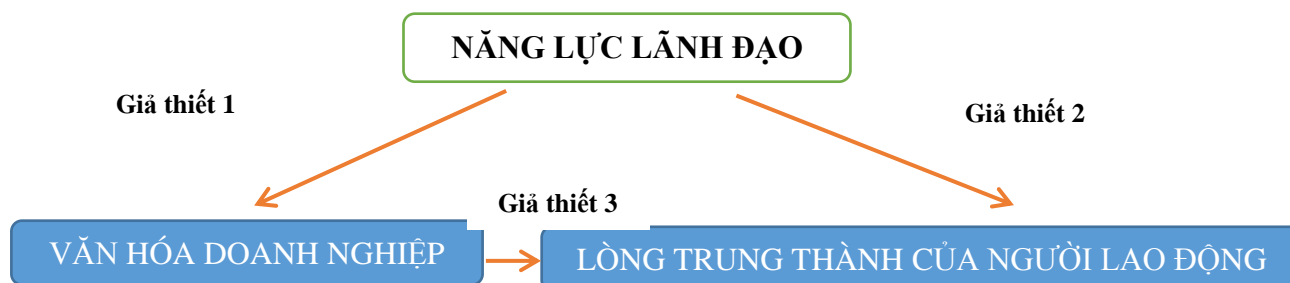 NĂNG LỰC LÃNH ĐẠO
Giả thiết 1
Giả thiết 2
Giả thiết 3
VĂN HÓA DOANH NGHIỆP
LÒNG TRUNG THÀNH CỦA NGƯỜI LAO ĐỘNG